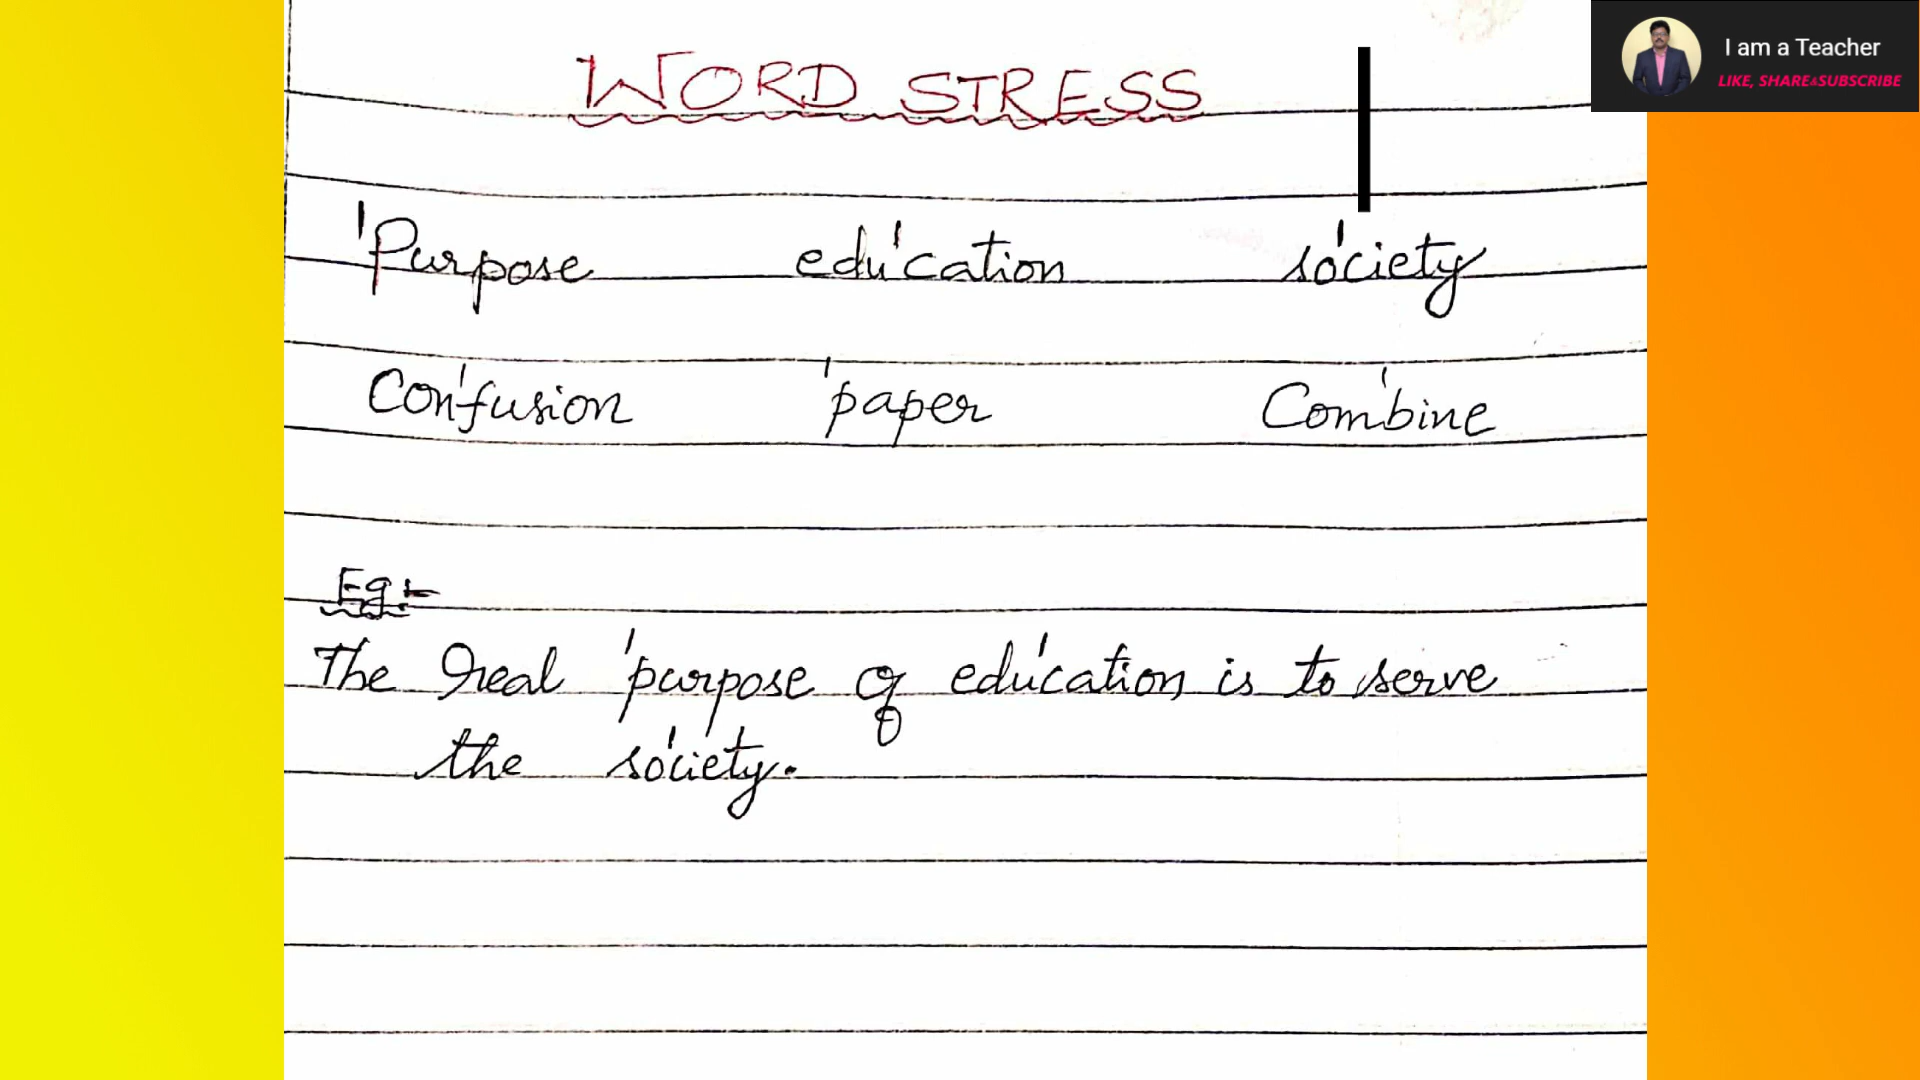 I am a Teacher
LIKE, SHARE&SUBSCRIBE
WORD STRESS
'Purpose edu'cation so'ciety
Con'fusion 'paper Com'bine
Eg:-
The real 'purpose of edu'cation is to serve
the so'ciety.